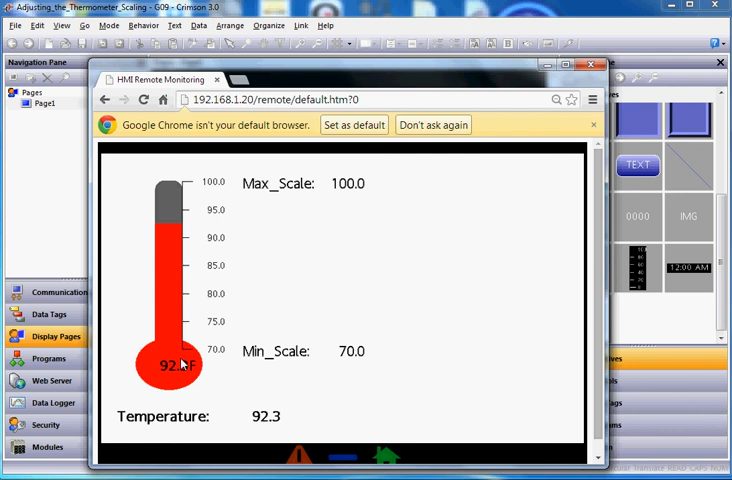 Adjusting_the_Thermometer_Scaling - G09 - Crimson 3.0
File Edit View Go Mode Behavior Text Data Arrange Organize Link Help
Navigation Pane
Pages
Page1
HMI Remote Monitoring
192.168.1.20/remote/default.htm?0
Google Chrome isn't your default browser. Set as default Don't ask again
100.0
95.0
90.0
85.0
80.0
75.0
70.0
Max_Scale: 100.0
Min_Scale: 70.0
Temperature: 92.3
TEXT
0000 IMG
12:00 AM
Communication
Data Tags
Display Pages
Programs
Web Server
Data Logger
Security
Modules
READ CAPS NUM